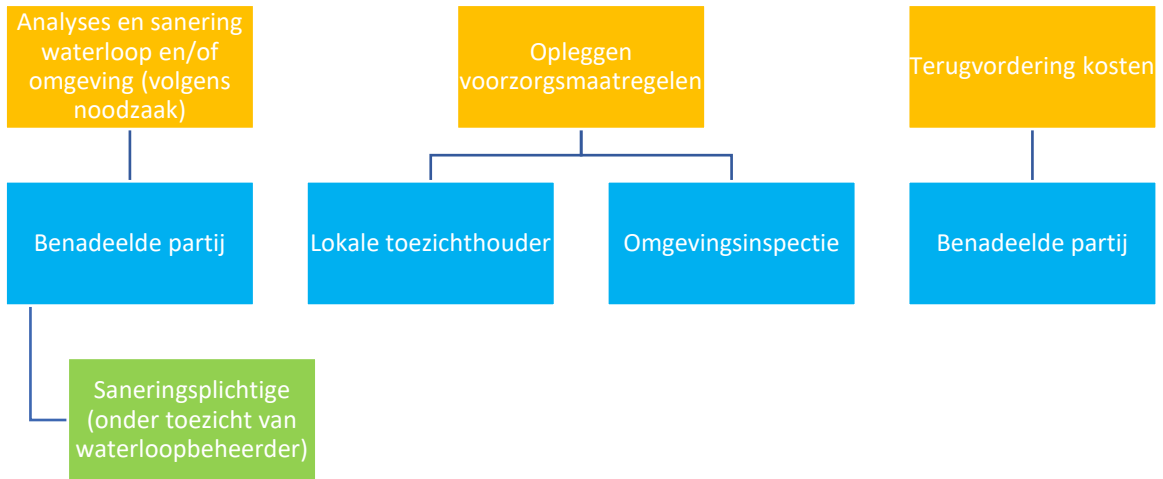 Analyses en sanering
waterloop en/of
omgeving (volgens
noodzaak)
Opleggen
voorzorgsmaatregelen
Terugvordering kosten
Benadeelde partij
Lokale toezichthouder
Omgevingsinspectie
Benadeelde partij
Saneringsplichtige
(onder toezicht van
waterloopbeheerder)